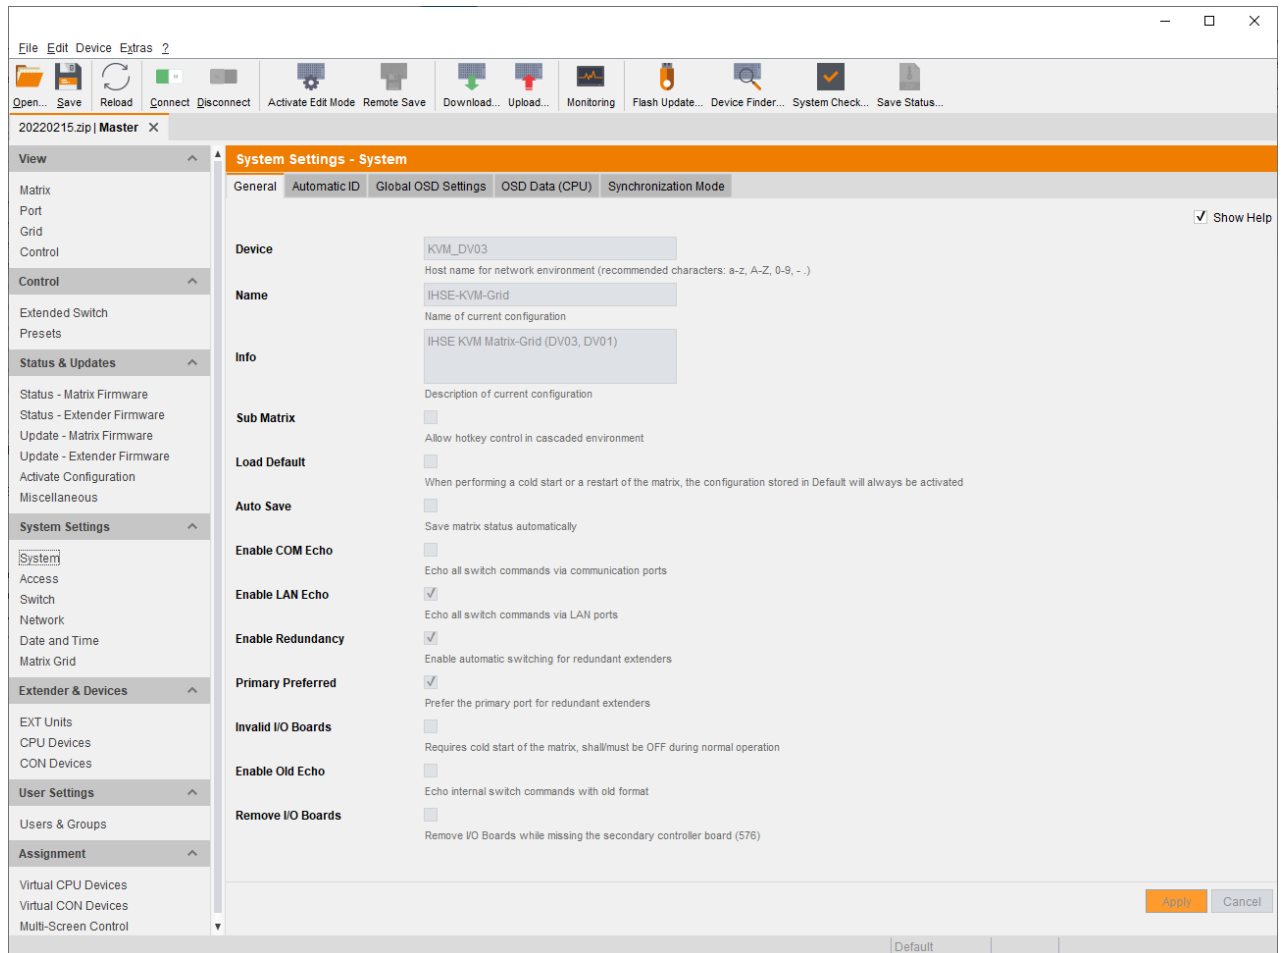 File Edit Device Extras ?
Open... Save Reload Connect Disconnect Activate Edit Mode Remote Save Download... Upload... Monitoring Flash Update... Device Finder... System Check... Save Status...
20220215.zip| Master
View
Matrix
Port
Grid
Control
Control
Extended Switch
Presets
Status & Updates
Status - Matrix Firmware
Status - Extender Firmware
Update - Matrix Firmware
Update - Extender Firmware
Activate Configuration
Miscellaneous
System Settings
System
Access
Switch
Network
Date and Time
Matrix Grid
Extender & Devices
EXT Units
CPU Devices
CON Devices
User Settings
Users & Groups
Assignment
Virtual CPU Devices
Virtual CON Devices
Multi-Screen Control
System Settings - System
General Automatic ID Global OSD Settings OSD Data (CPU) Synchronization Mode
Show Help
Device KVM_DV03
Host name for network environment (recommended characters: a-z, A-Z, 0-9, - .)
Name IHSE-KVM-Grid
Name of current configuration
Info IHSE KVM Matrix-Grid (DV03, DV01)
Description of current configuration
Sub Matrix
Allow hotkey control in cascaded environment
Load Default
When performing a cold start or a restart of the matrix, the configuration stored in Default will always be activated
Auto Save
Save matrix status automatically
Enable COM Echo
Echo all switch commands via communication ports
Enable LAN Echo
Echo all switch commands via LAN ports
Enable Redundancy
Enable automatic switching for redundant extenders
Primary Preferred
Prefer the primary port for redundant extenders
Invalid I/O Boards
Requires cold start of the matrix, shall/must be OFF during normal operation
Enable Old Echo
Echo internal switch commands with old format
Remove I/O Boards
Remove I/O Boards while missing the secondary controller board (576)
Apply Cancel
Default